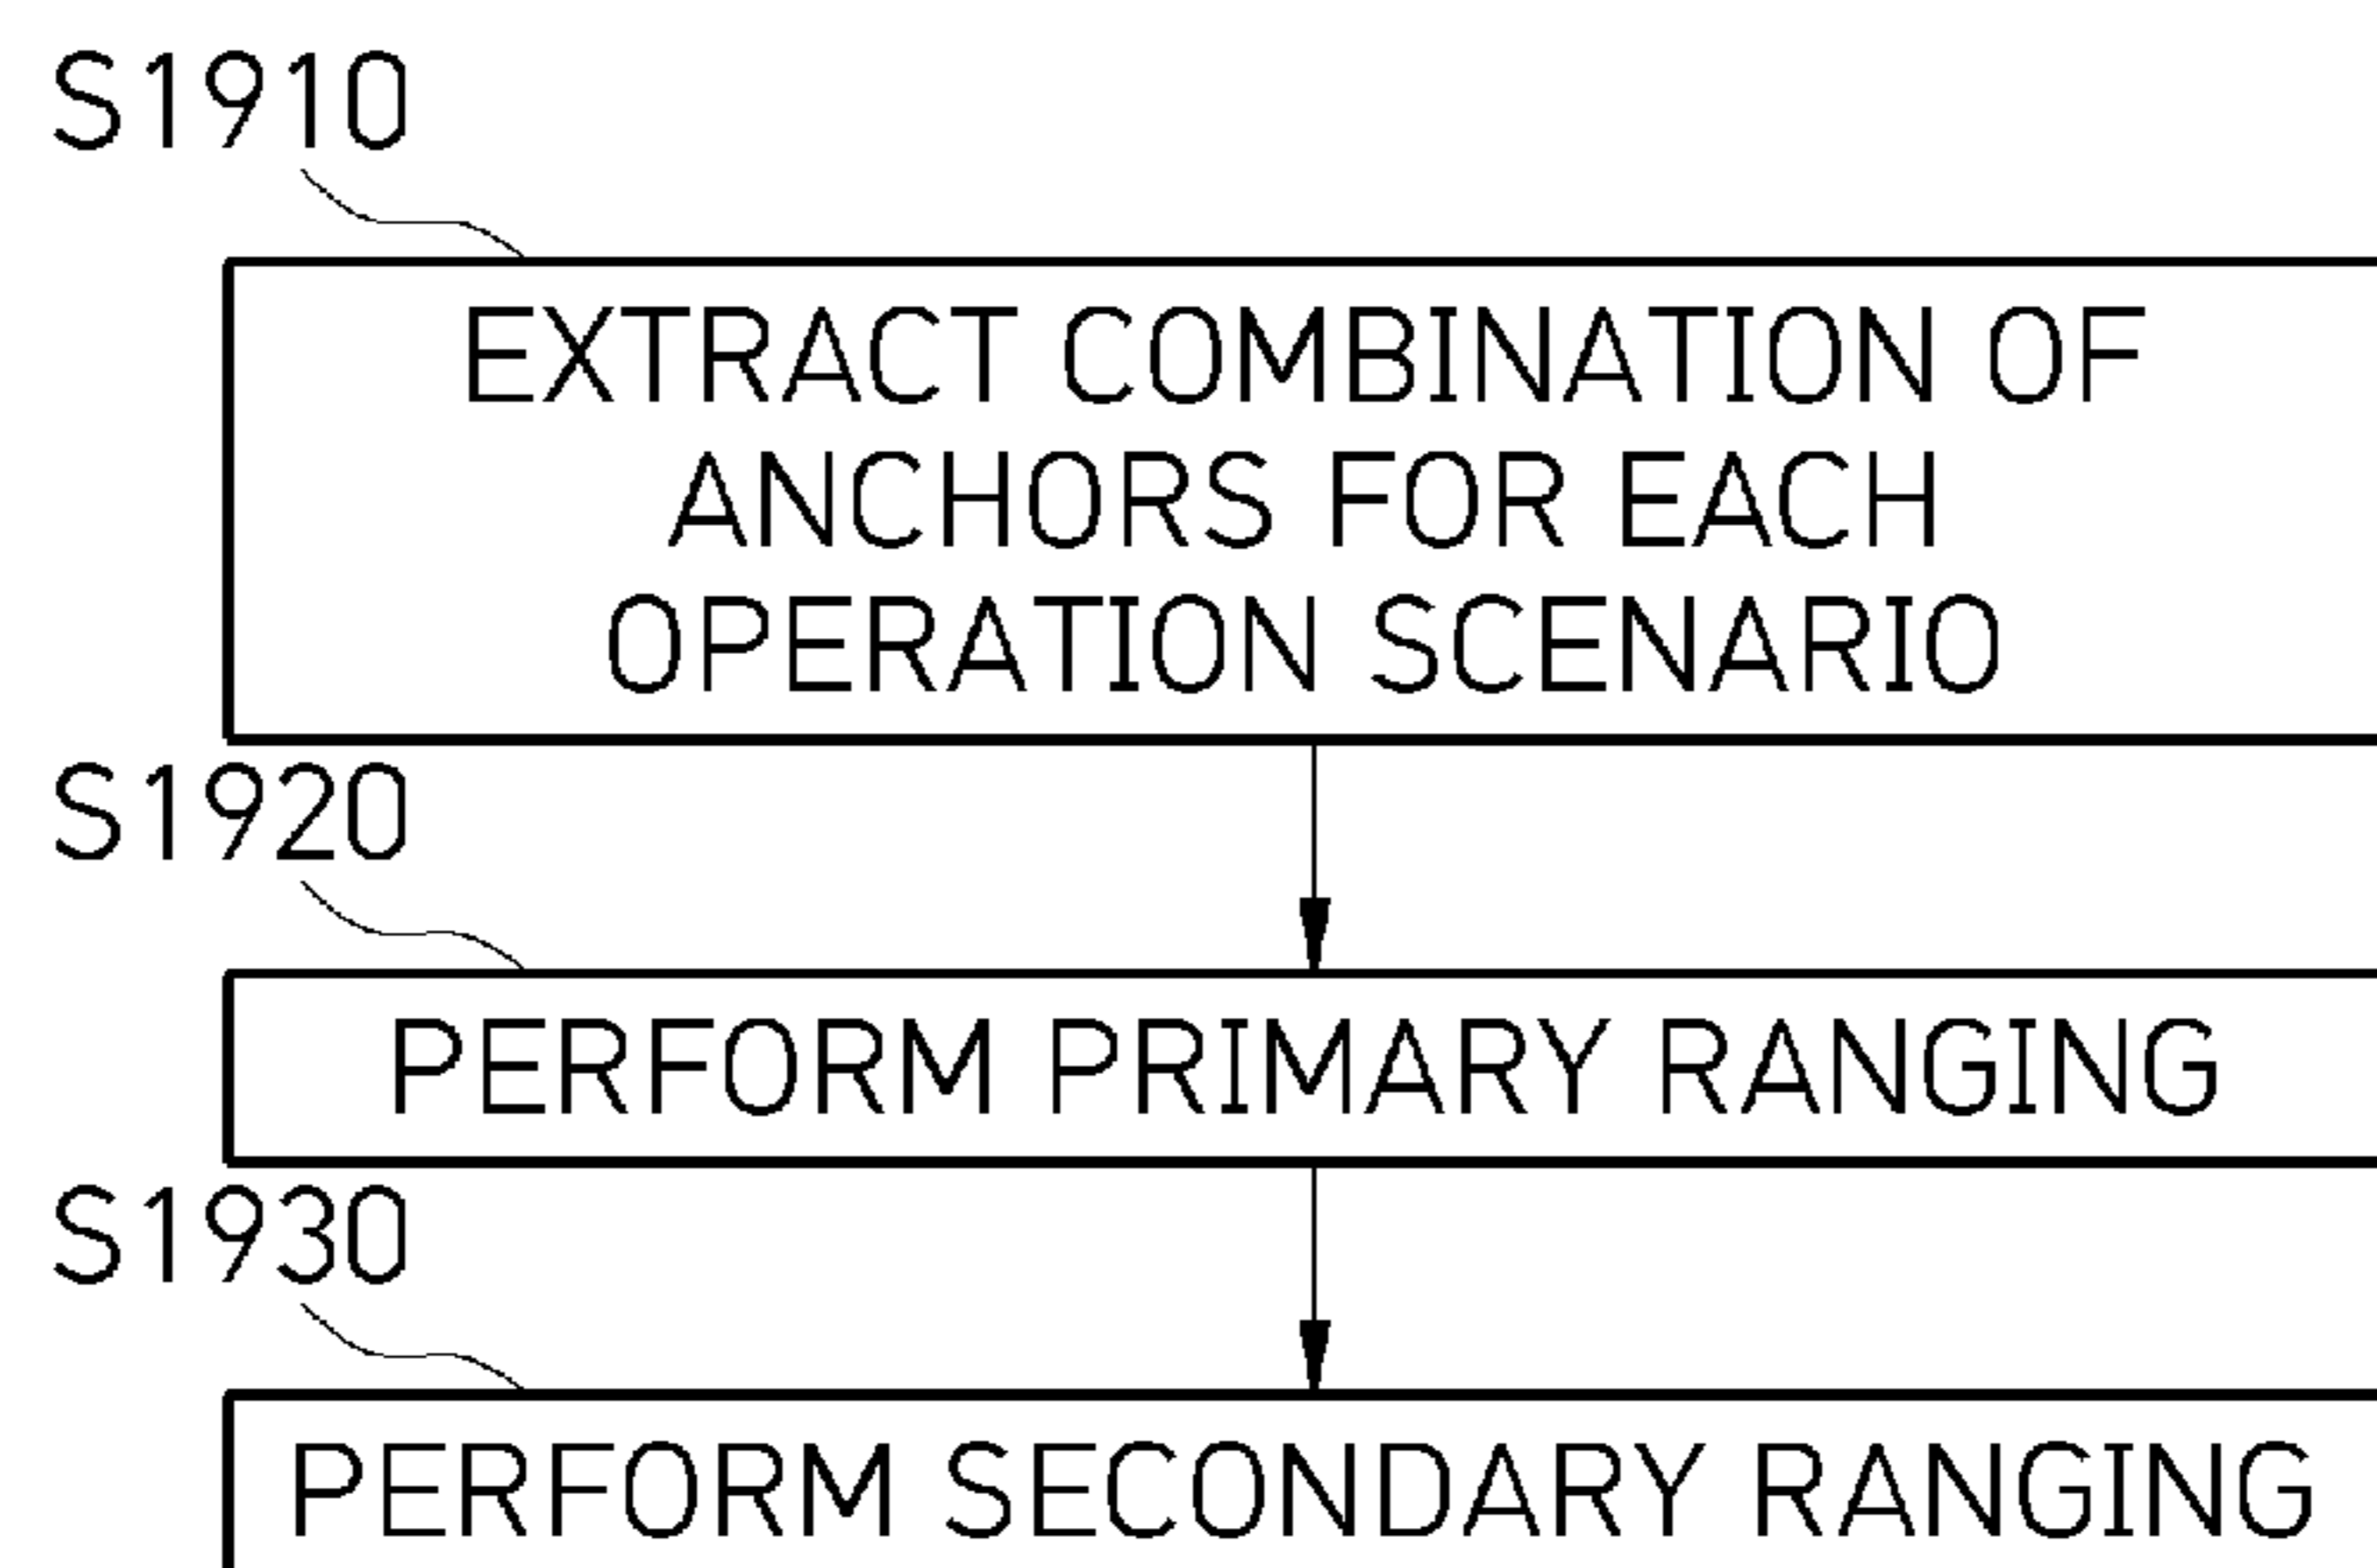 S1910
EXTRACT COMBINATION OF
ANCHORS FOR EACH
OPERATION SCENARIO
S1920
PERFORM PRIMARY RANGING
S1930
PERFORM SECONDARY RANGING